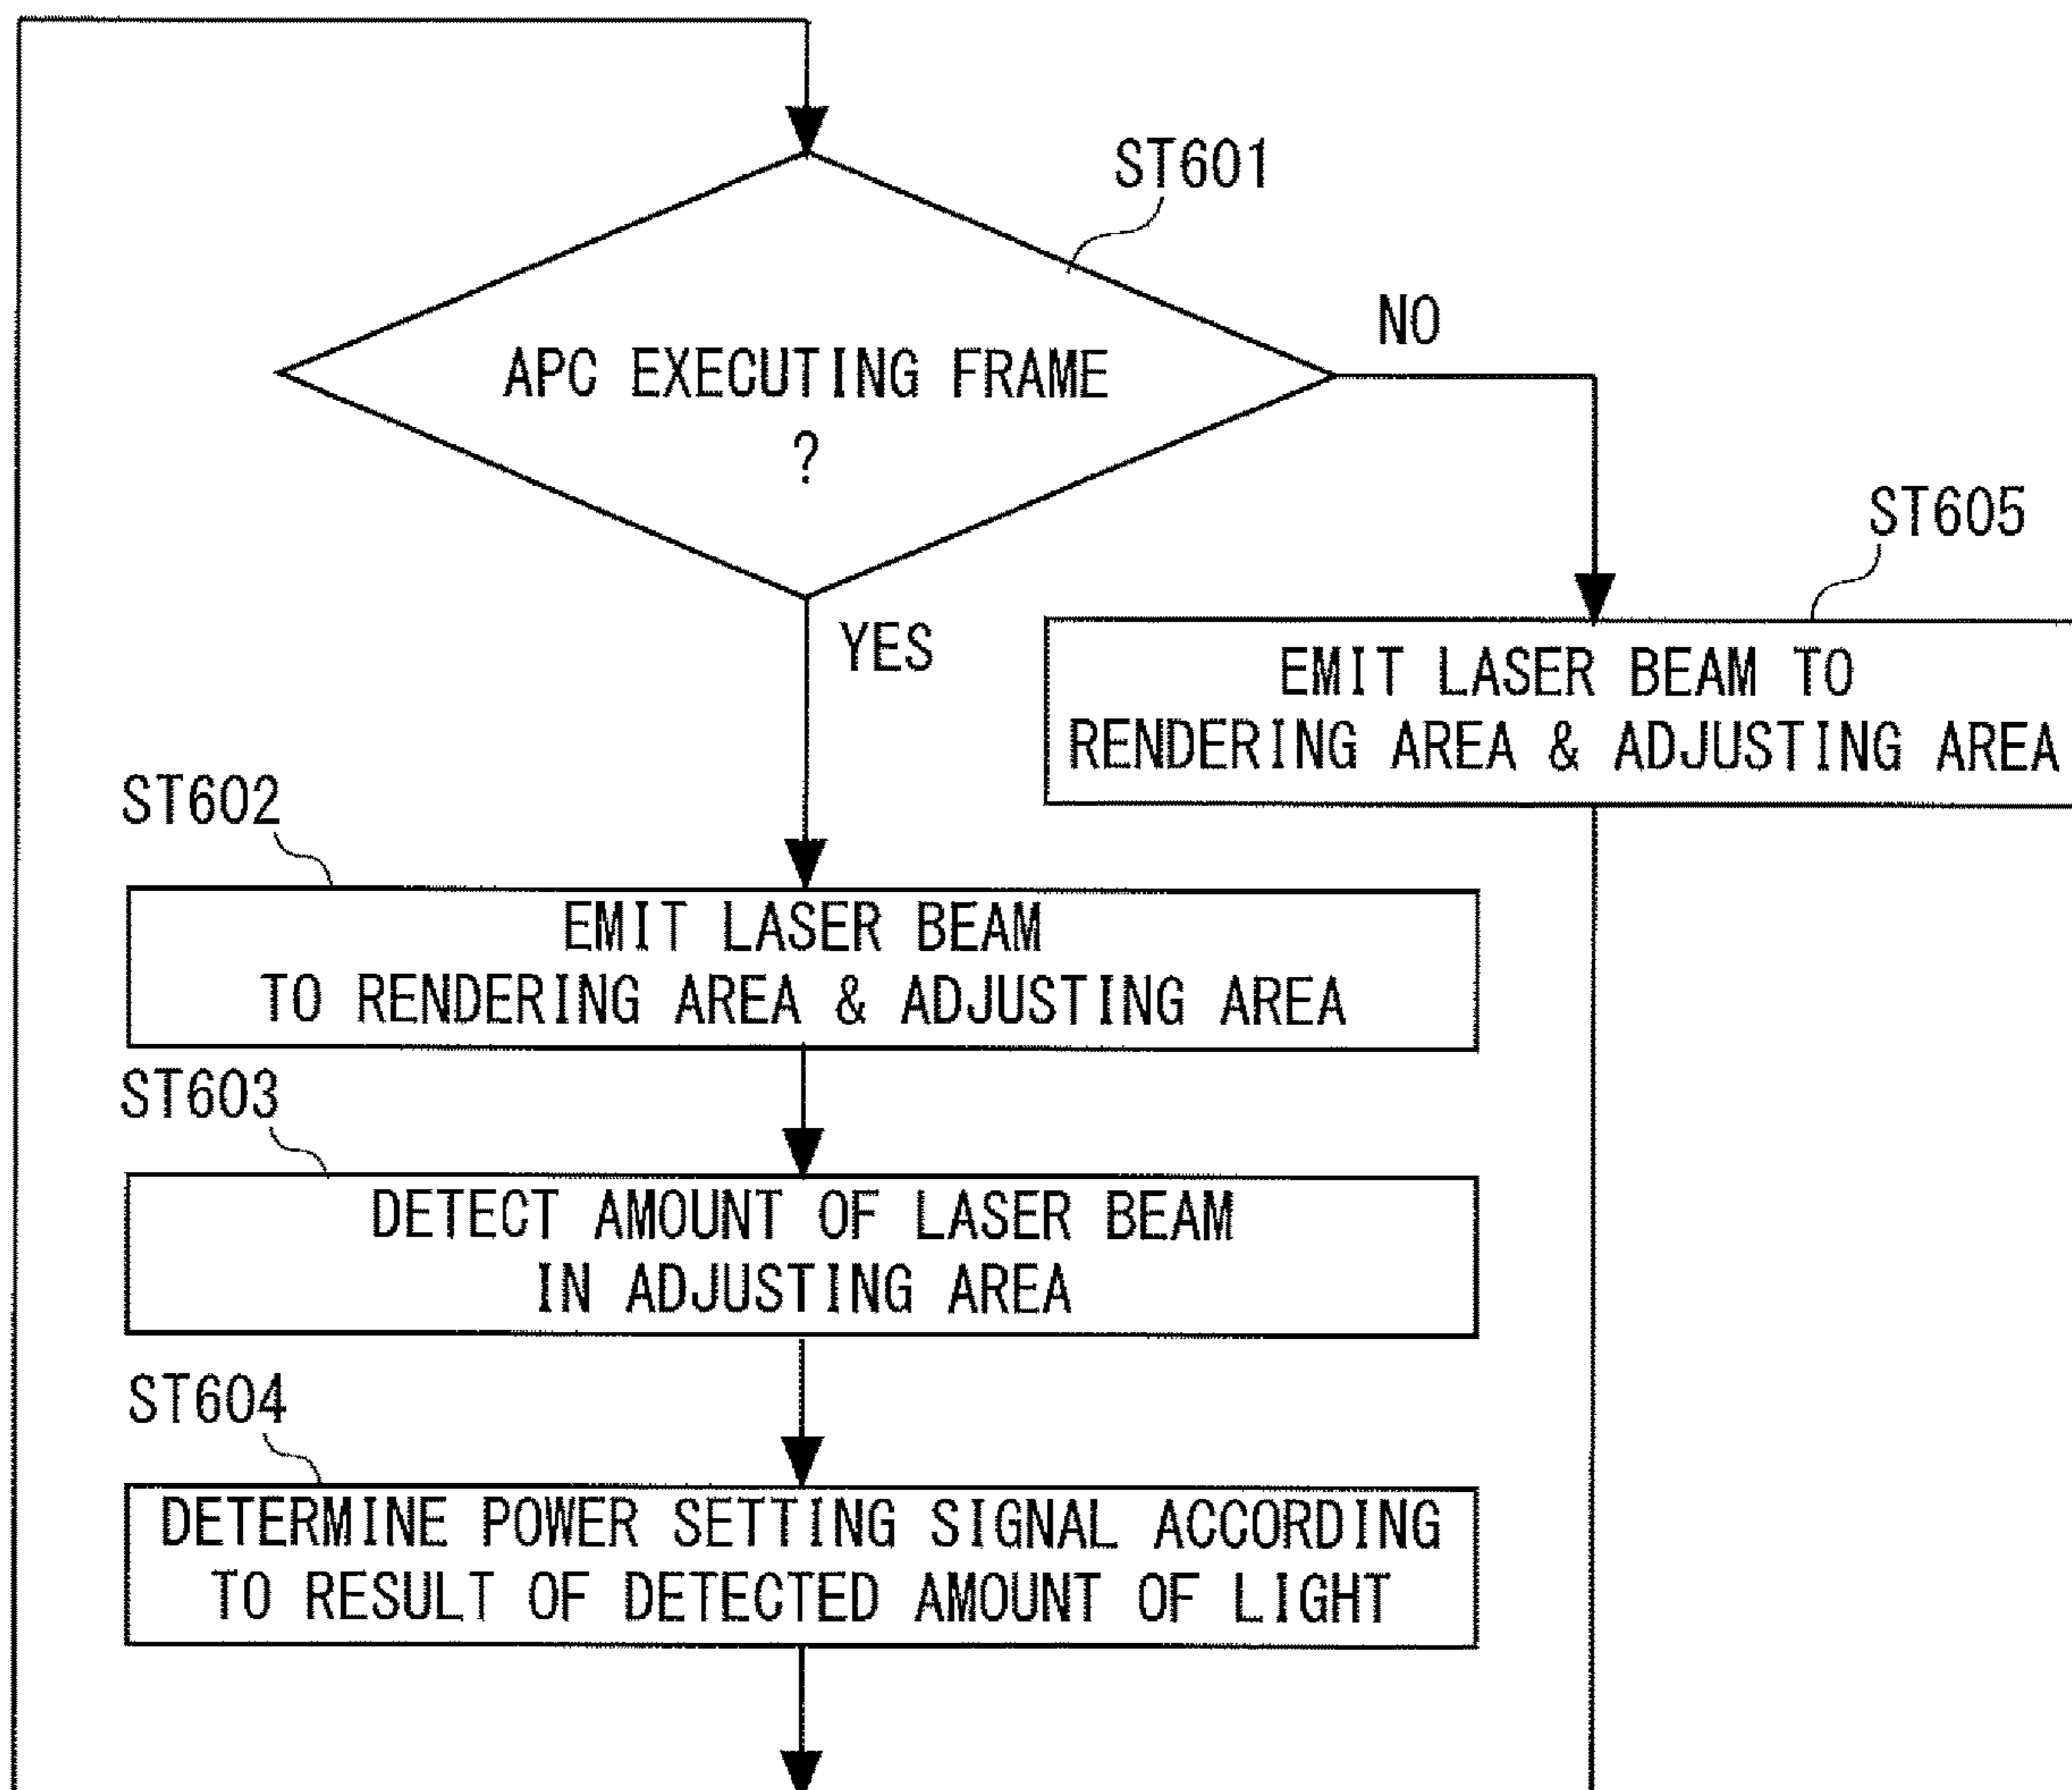 ST601
APC EXECUTING FRAME
?
NO
YES
ST605
EMIT LASER BEAM TO
RENDERING AREA & ADJUSTING AREA
ST602
EMIT LASER BEAM
TO RENDERING AREA & ADJUSTING AREA
ST603
DETECT AMOUNT OF LASER BEAM
IN ADJUSTING AREA
ST604
DETERMINE POWER SETTING SIGNAL ACCORDING
TO RESULT OF DETECTED AMOUNT OF LIGHT